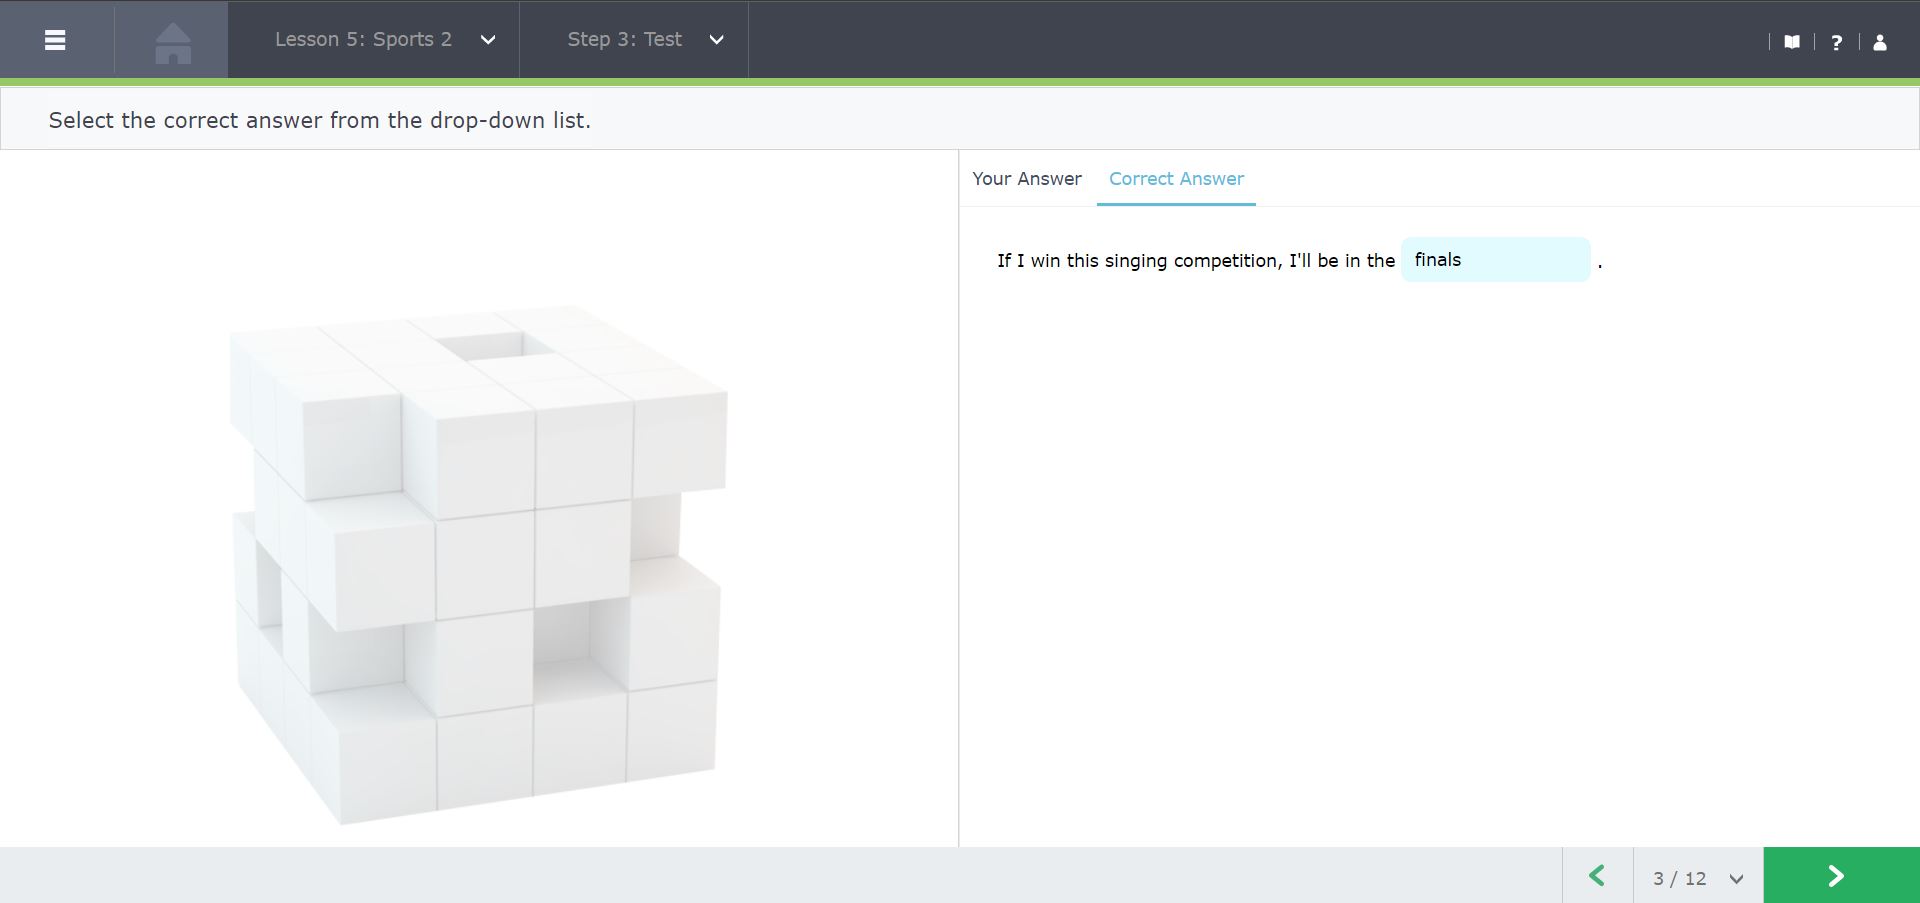 Lesson 5: Sports 2
Step 3: Test
?
Select the correct answer from the drop-down list.
Your Answer
Correct Answer
If I win this singing competition, I'll be in the finals .
3 / 12